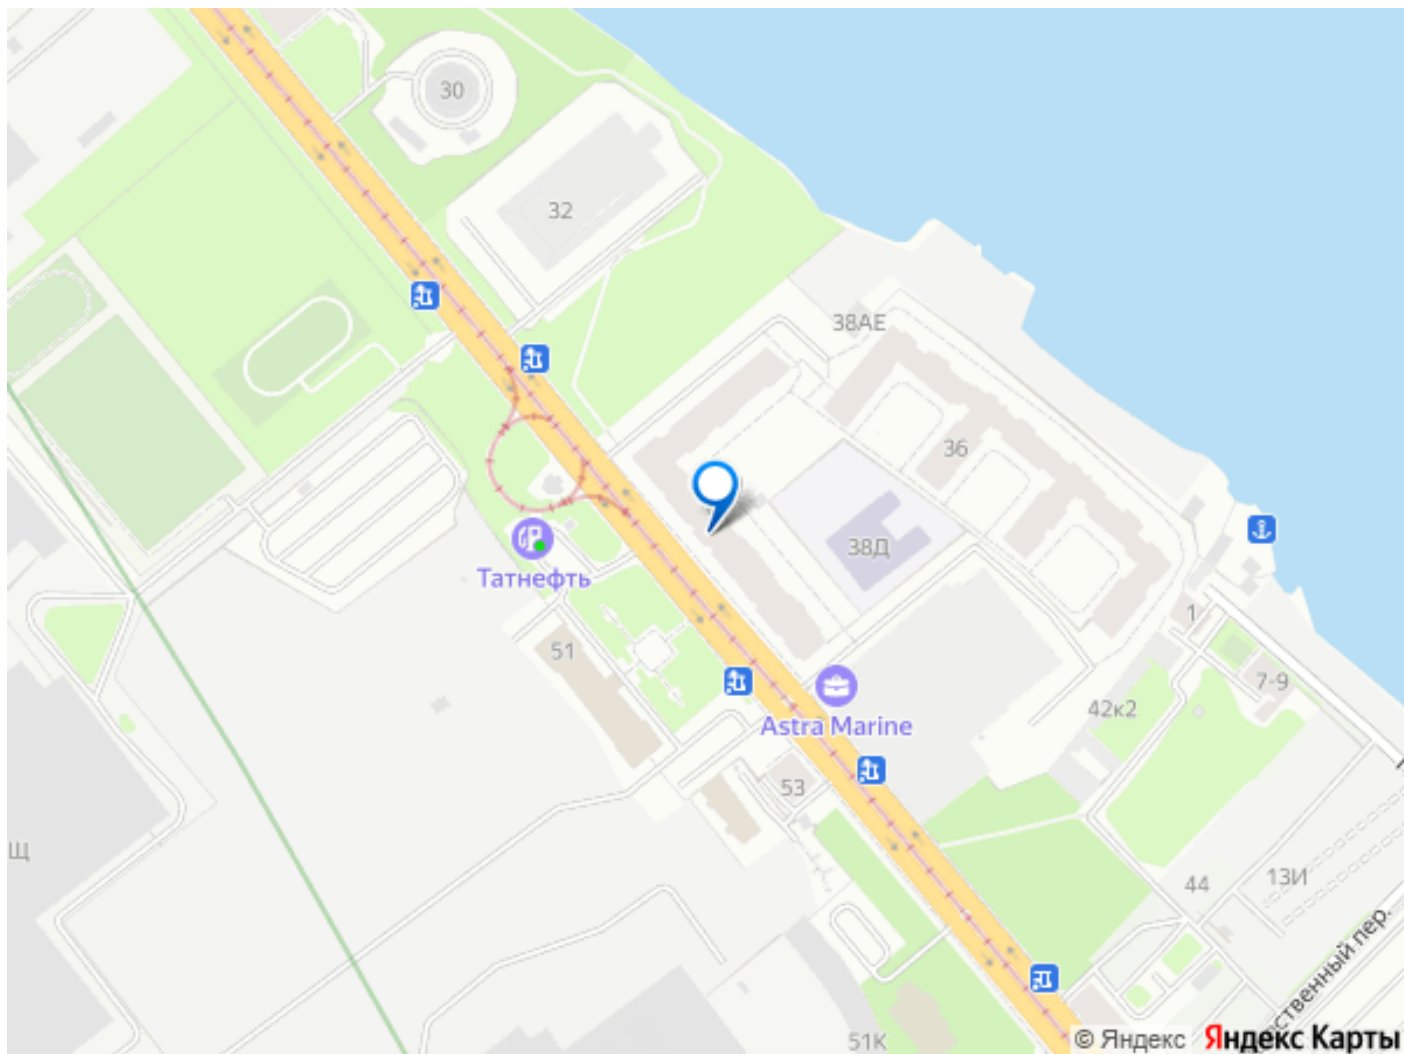 30
32
38АЕ
36
38Д
Татнефть
51
1
7-9
42к2
Astra Marine
53
Щ
44
13И
ственный пер.
51К
© Яндекс Яндекс Карты